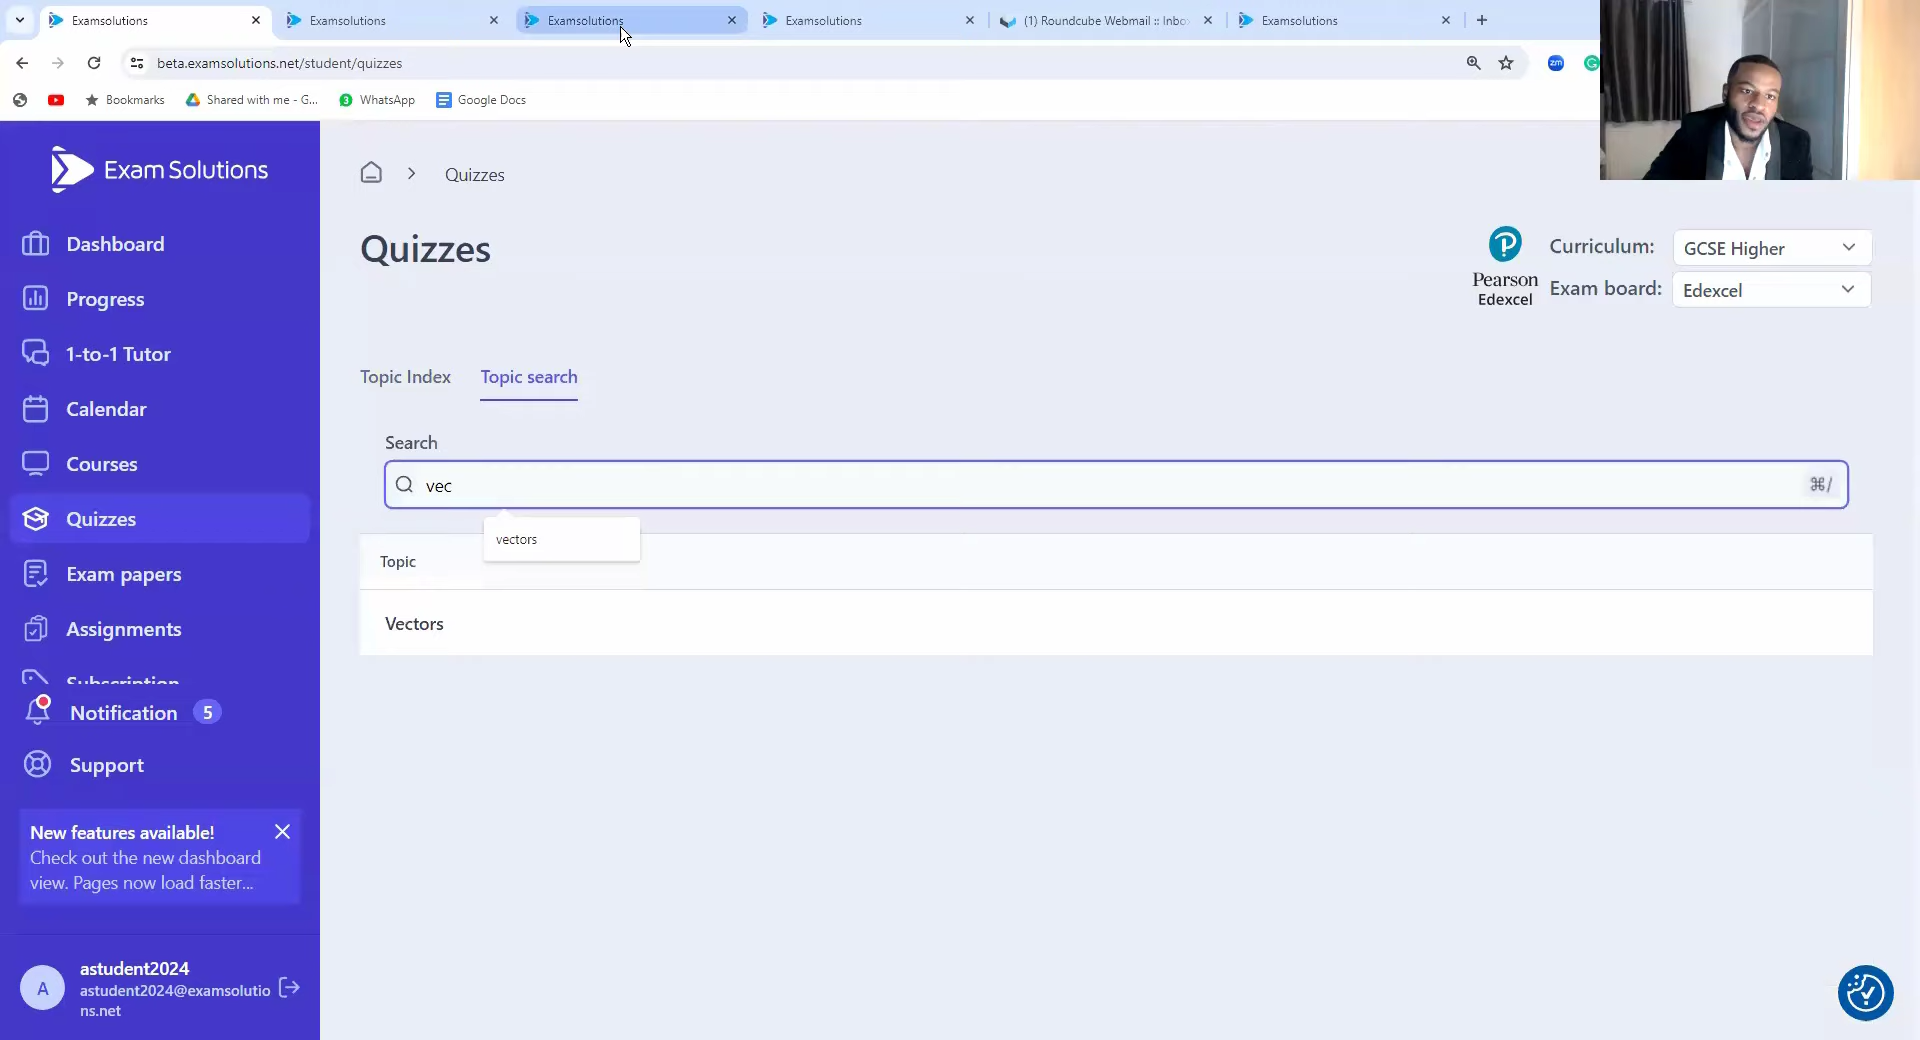 Examsolutions
Examsolutions
Examsolutions
Examsolutions
(1) Roundcube Webmail :: Inbo
Examsolutions
beta.examsolutions.net/student/quizzes
zm
G
Bookmarks
Shared with me - G...
3
WhatsApp
Google Docs
Exam Solutions
Dashboard
Progress
1-to-1 Tutor
Calendar
Courses
Quizzes
Exam papers
Assignments
Subscription
Notification 5
Support
New features available!
Check out the new dashboard
view. Pages now load faster...
A
astudent2024
astudent2024@examsolutio
ns.net
Quizzes
Quizzes
Pearson
Edexcel
Curriculum: GCSE Higher
Exam board: Edexcel
Topic Index
Topic search
Search
vec
⌘/
vectors
Topic
Vectors